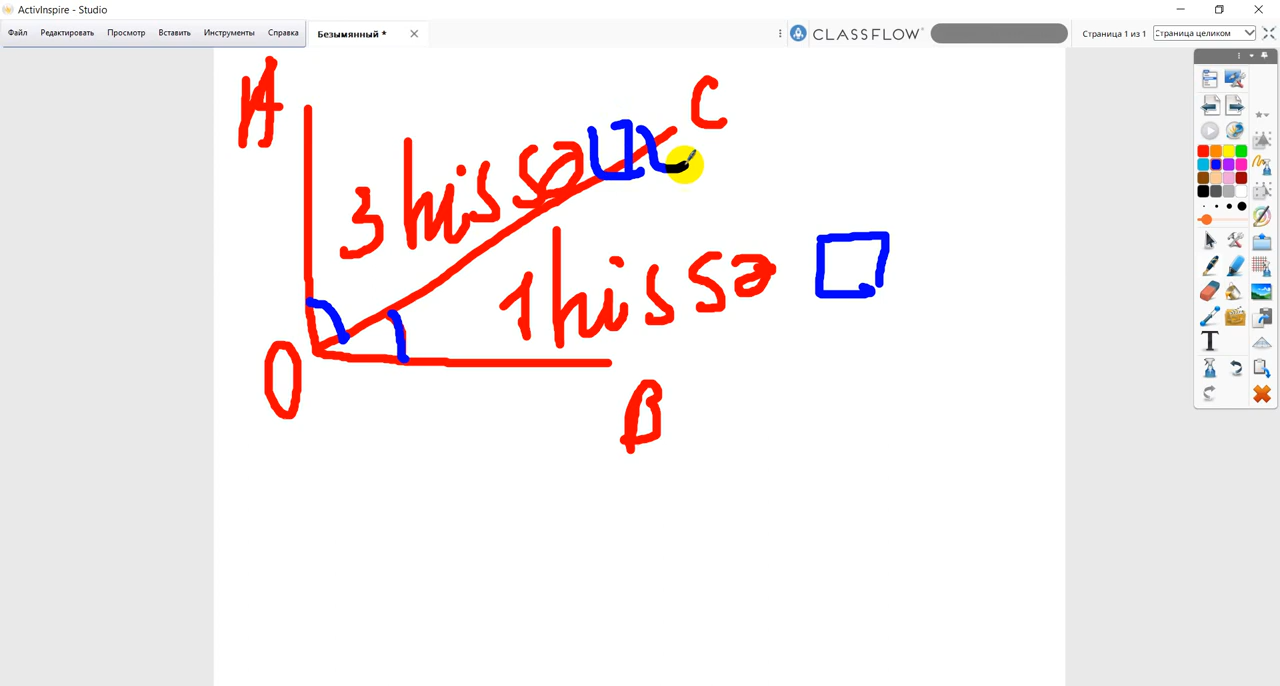 ActivInspire - Studio
Файл Редактировать Просмотр Вставить Инструменты Справка
Безымянный *
CLASSFLOW
Страница 1 из 1
Страница целиком
A
C
3 hissə
1 hissə
O
B
T